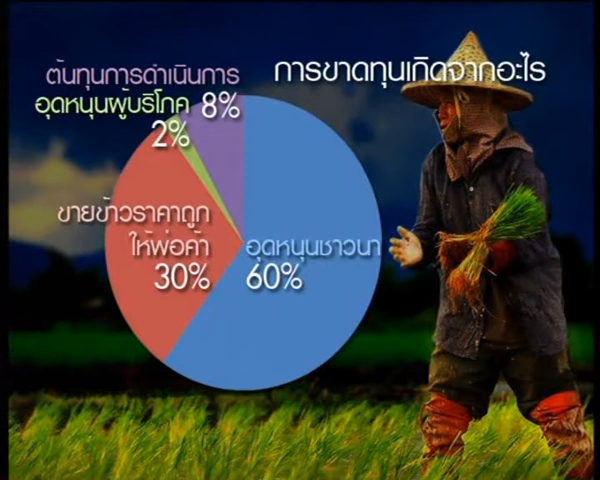 การขาดทุนเกิดจากอะไร
ต้นทุนการดำเนินการ
8%
อุดหนุนผู้บริโภค
2%
ขายข้าวราคาถูก
ให้พ่อค้า
30%
อุดหนุนชาวนา
60%